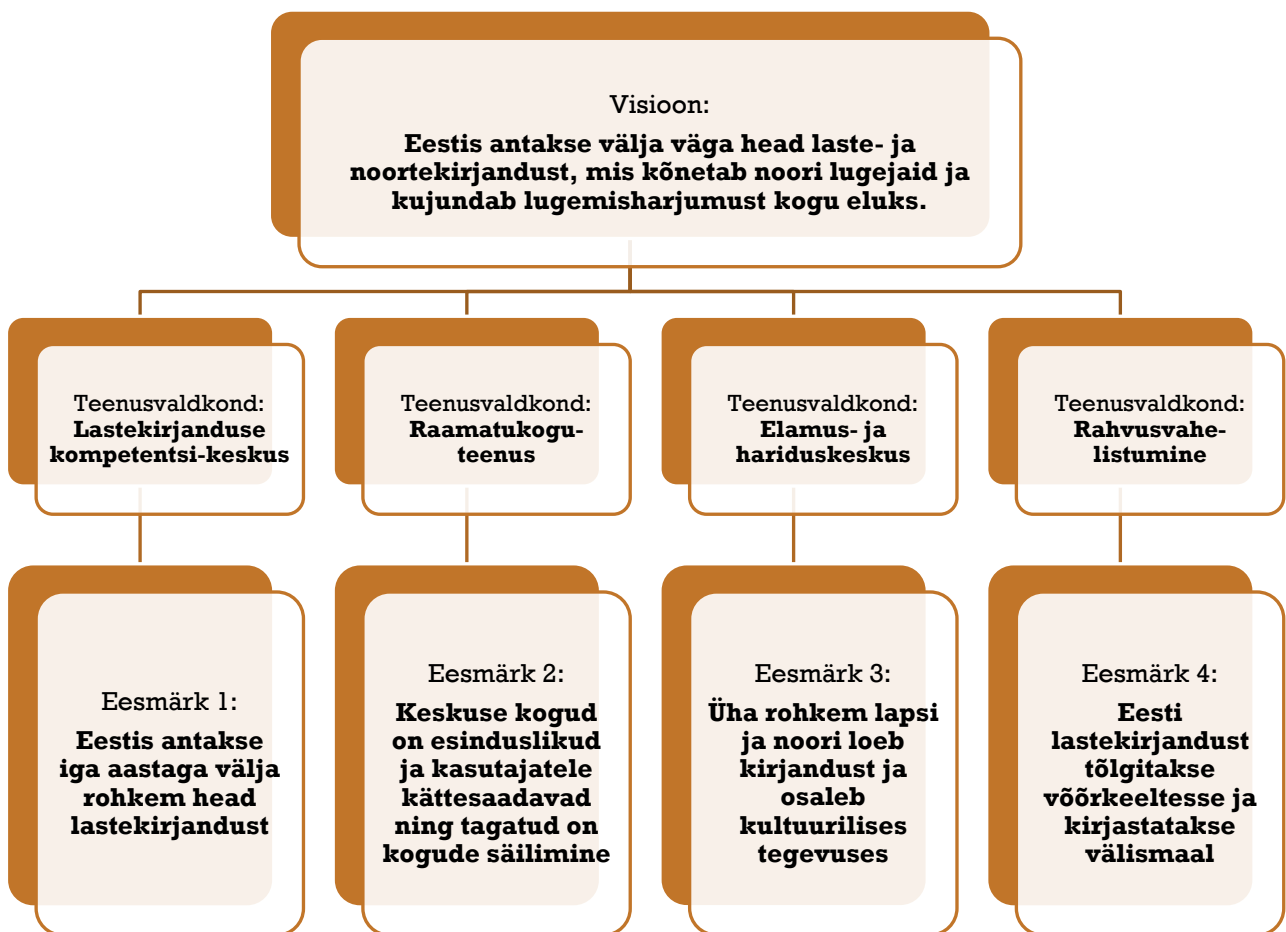 Visioon:
Eestis antakse välja väga head laste- ja
noortekirjandust, mis kõnetab noori lugejaid ja
kujundab lugemisharjumust kogu eluks.
Teenusvaldkond:
Lastekirjanduse
kompetentsi-keskus
Teenusvaldkond:
Raamatukogu-
teenus
Teenusvaldkond:
Elamus- ja
hariduskeskus
Teenusvaldkond:
Rahvusvahe-
listumine
Eesmärk 1:
Eestis antakse
iga aastaga välja
rohkem head
lastekirjandust
Eesmärk 2:
Keskuse kogud
on esinduslikud
ja kasutajatele
kättesaadavad
ning tagatud on
kogude säilimine
Eesmärk 3:
Üha rohkem lapsi
ja noori loeb
kirjandust ja
osaleb
kultuurilises
tegevuses
Eesmärk 4:
Eesti
lastekirjandust
tõlgitakse
võõrkeeltesse ja
kirjastatakse
välismaal